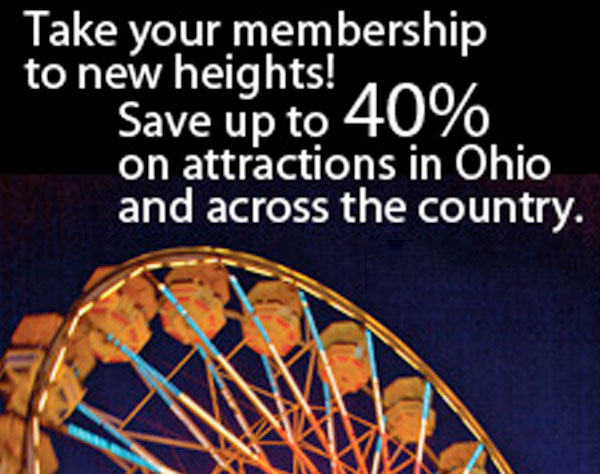 Take your membership
to new heights!
Save up to 40%
on attractions in Ohio
and across the country.